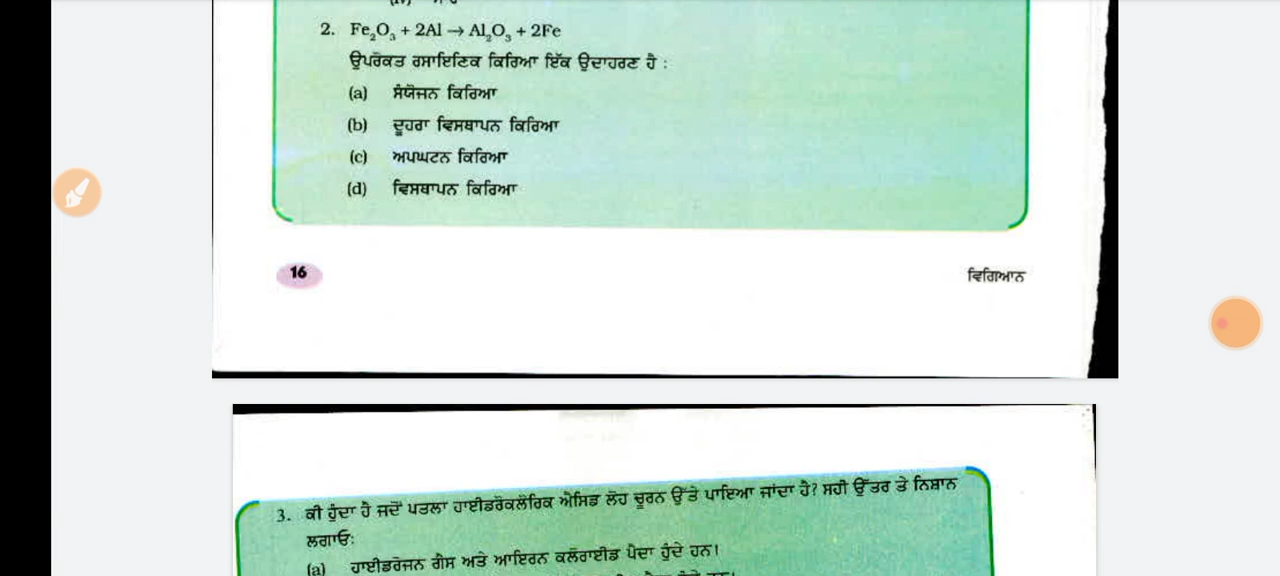 2. Fe₂O₃ + 2Al → Al₂O₃ + 2Fe
ਉਪਰੋਕਤ ਰਸਾਇਣਿਕ ਕਿਰਿਆ ਇੱਕ ਉਦਾਹਰਣ ਹੈ :
(a) ਸੰਯੋਜਨ ਕਿਰਿਆ
(b) ਦੂਹਰਾ ਵਿਸਥਾਪਨ ਕਿਰਿਆ
(c) ਅਪਘਟਨ ਕਿਰਿਆ
(d) ਵਿਸਥਾਪਨ ਕਿਰਿਆ
16
ਵਿਗਿਆਨ
3. ਕੀ ਹੁੰਦਾ ਹੈ ਜਦੋਂ ਪਤਲਾ ਹਾਈਡਰੋਕਲੋਰਿਕ ਐਸਿਡ ਲੋਹ ਚੂਰਨ ਉੱਤੇ ਪਾਇਆ ਜਾਂਦਾ ਹੈ? ਸਹੀ ਉੱਤਰ ਤੇ ਨਿਸ਼ਾਨ
ਲਗਾਓ:
(a) ਹਾਈਡਰੋਜਨ ਗੈਸ ਅਤੇ ਆਇਰਨ ਕਲੋਰਾਈਡ ਪੈਦਾ ਹੁੰਦੇ ਹਨ।